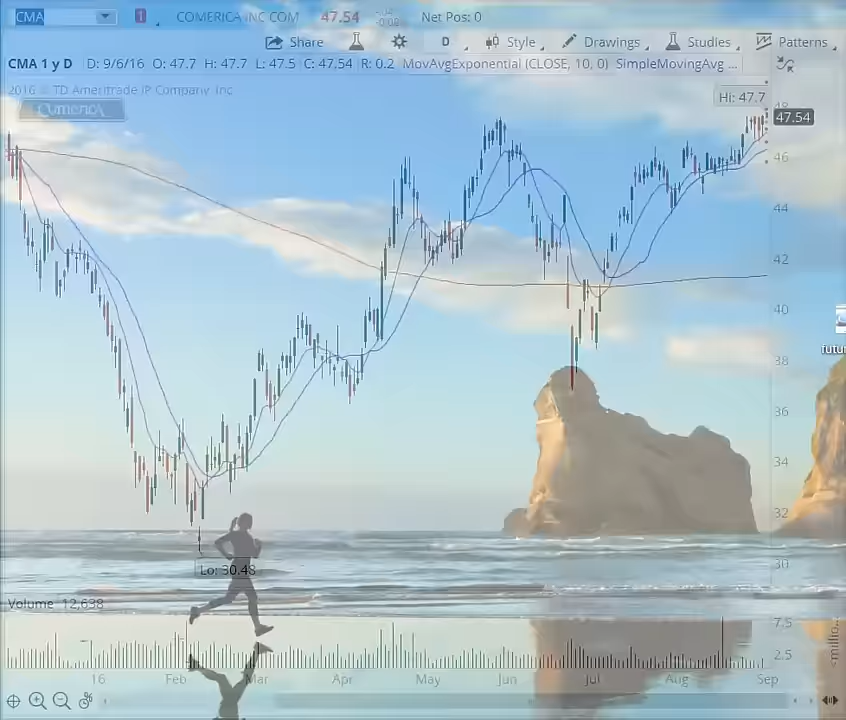 CMA COMERICA INC COM 47.54 Net Pos: 0
Share D Style Drawings Studies Patterns
CMA 1 y D D: 9/6/16 O: 47.7 H: 47.7 L: 47.5 C: 47.54 R: 0.2 MovAvgExponential (CLOSE, 10, 0) SimpleMovingAvg ...
2016 © TD Ameritrade IP Company, Inc
Comerica
Hi: 47.7
48
47.54
46
44
42
40
38
36
34
32
30
Lo: 30.48
Volume 12,638
7.5
2.5
<millio...
16 Feb Mar Apr May Jun Jul Aug Sep
%
futur